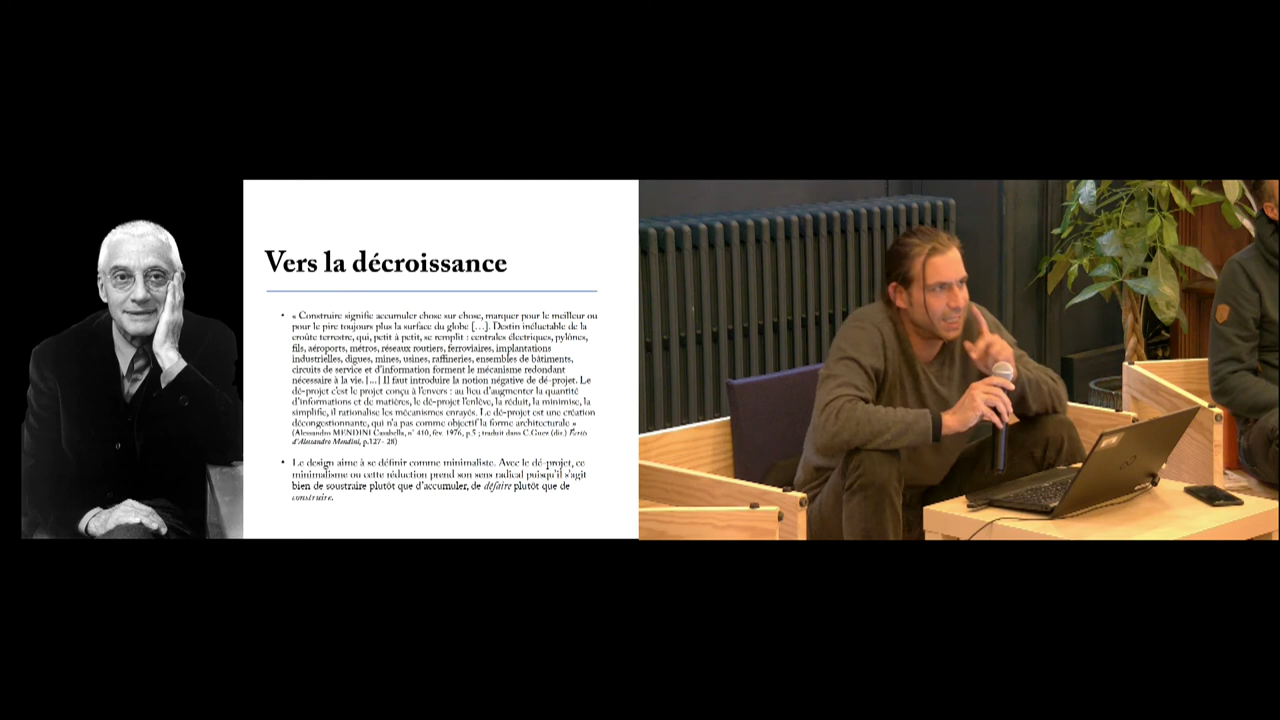 Vers la décroissance
• « Construire signifie accumuler chose sur chose, marquer pour le meilleur ou
pour le pire toujours plus la surface du globe […]. Destin inéluctable de la
croûte terrestre, qui, petit à petit, se remplit : centrales électriques, pylônes,
fils, aéroports, métros, réseaux routiers, ferroviaires, implantations
industrielles, digues, mines, usines, raffineries, ensembles de bâtiments,
circuits de service et d'information forment le mécanisme redondant
nécessaire à la vie. […] Il faut introduire la notion négative de dé-projet. Le
dé-projet c'est le projet conçu à l'envers : au lieu d'augmenter la quantité
d'informations et de matières, le dé-projet l'enlève, la réduit, la minimise, la
simplifie, il rationalise les mécanismes enrayés. Le dé-projet est une création
décongestionnante, qui n'a pas comme objectif la forme architecturale »
(Alessandro MENDINI Casabella, n° 410, fév. 1976, p.5 ; traduit dans C.Geel (dir.) Écrits
d'Alessandro Mendini, p.127- 28)
• Le design aime à se définir comme minimaliste. Avec le dé-projet, ce
minimalisme ou cette réduction prend son sens radical puisqu'il s'agit
bien de soustraire plutôt que d'accumuler, de défaire plutôt que de
construire.